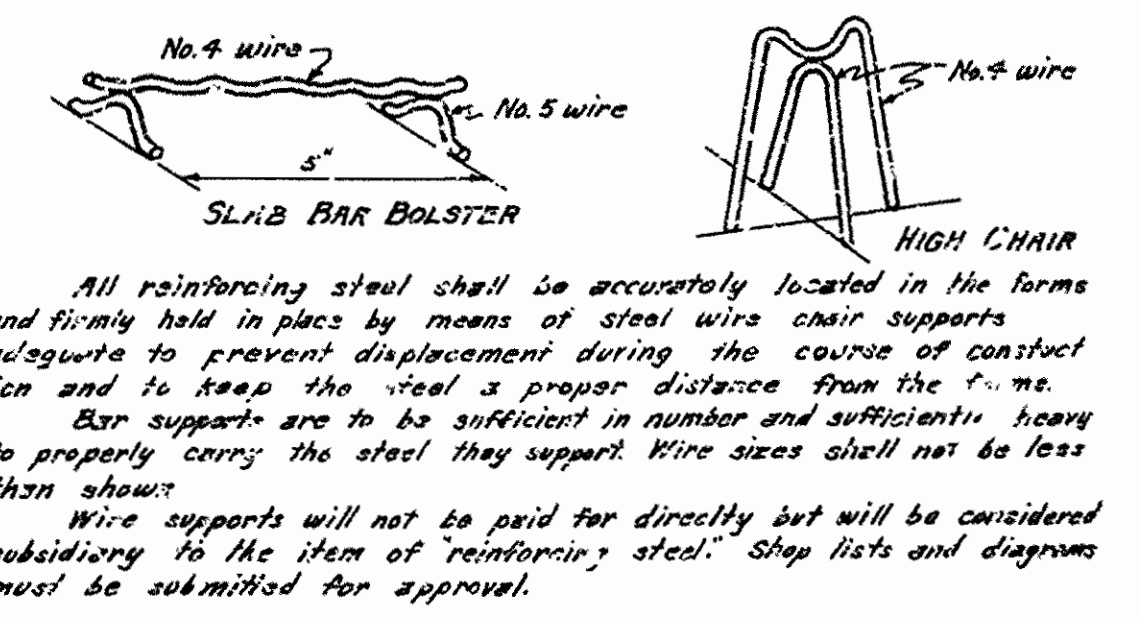 No. 4 wire
No. 5 wire
5"
SLAB BAR BOLSTER
No. 4 wire
HIGH CHAIR
All reinforcing steel shall be accurately located in the forms
and firmly held in place by means of steel wire chair supports
adequate to prevent displacement during the course of constuct
ion and to keep the steel a proper distance from the forms.
Bar supports are to be sufficient in number and sufficiently heavy
to properly carry the steel they support. Wire sizes shall not be less
than shown
Wire supports will not be paid for direclty but will be considered
subsidiary to the item of "reinforcing steel." Shop lists and diagrams
must be submitted for approval.